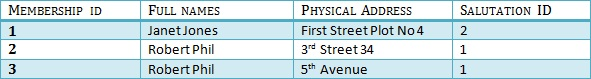 MEMBERSHIP ID FULL NAMES PHYSICAL ADDRESS SALUTATION ID
1 Janet Jones First Street Plot No 4 2
2 Robert Phil 3rd Street 34 1
3 Robert Phil 5th Avenue 1